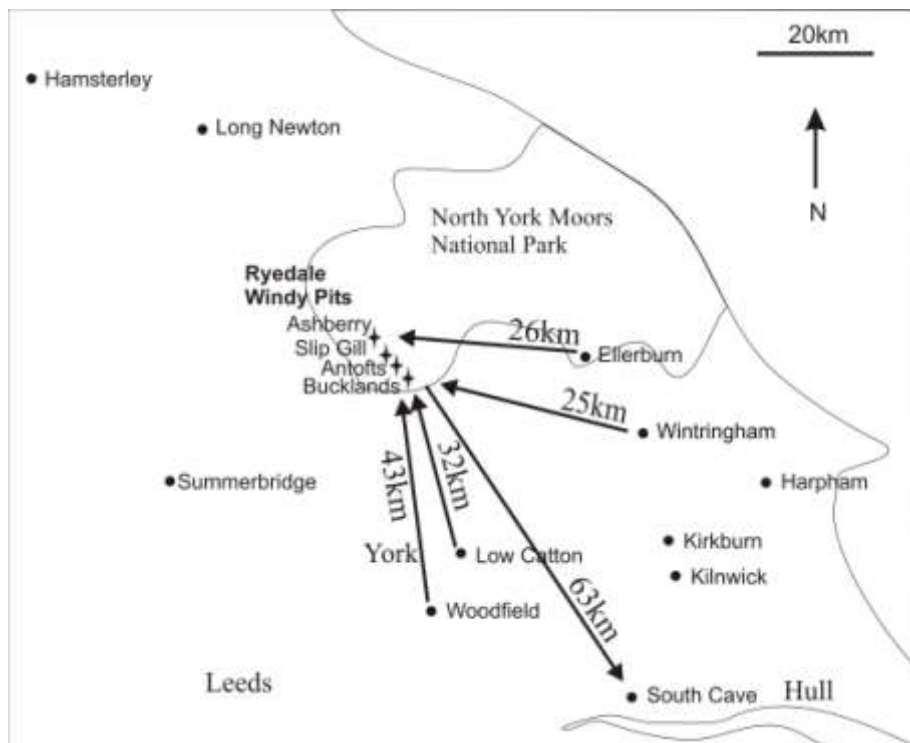 20km
Hamsterley
Long Newton
N
North York Moors
National Park
Ryedale
Windy Pits
Ashberry
Slip Gill
Antofts
Bucklands
26km
Ellerburn
25km
Wintringham
Summerbridge
43km
32km
Harpham
York
Low Catton
Kirkburn
Kilnwick
63km
Woodfield
Leeds
South Cave
Hull